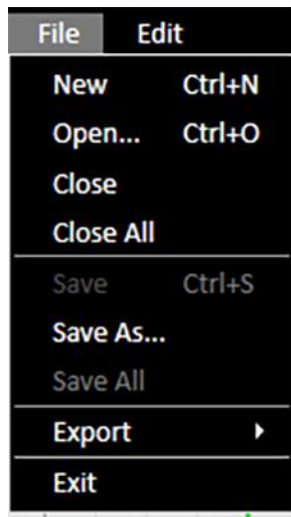 File Edit
New Ctrl+N
Open... Ctrl+O
Close
Close All
Save Ctrl+S
Save As...
Save All
Export
Exit